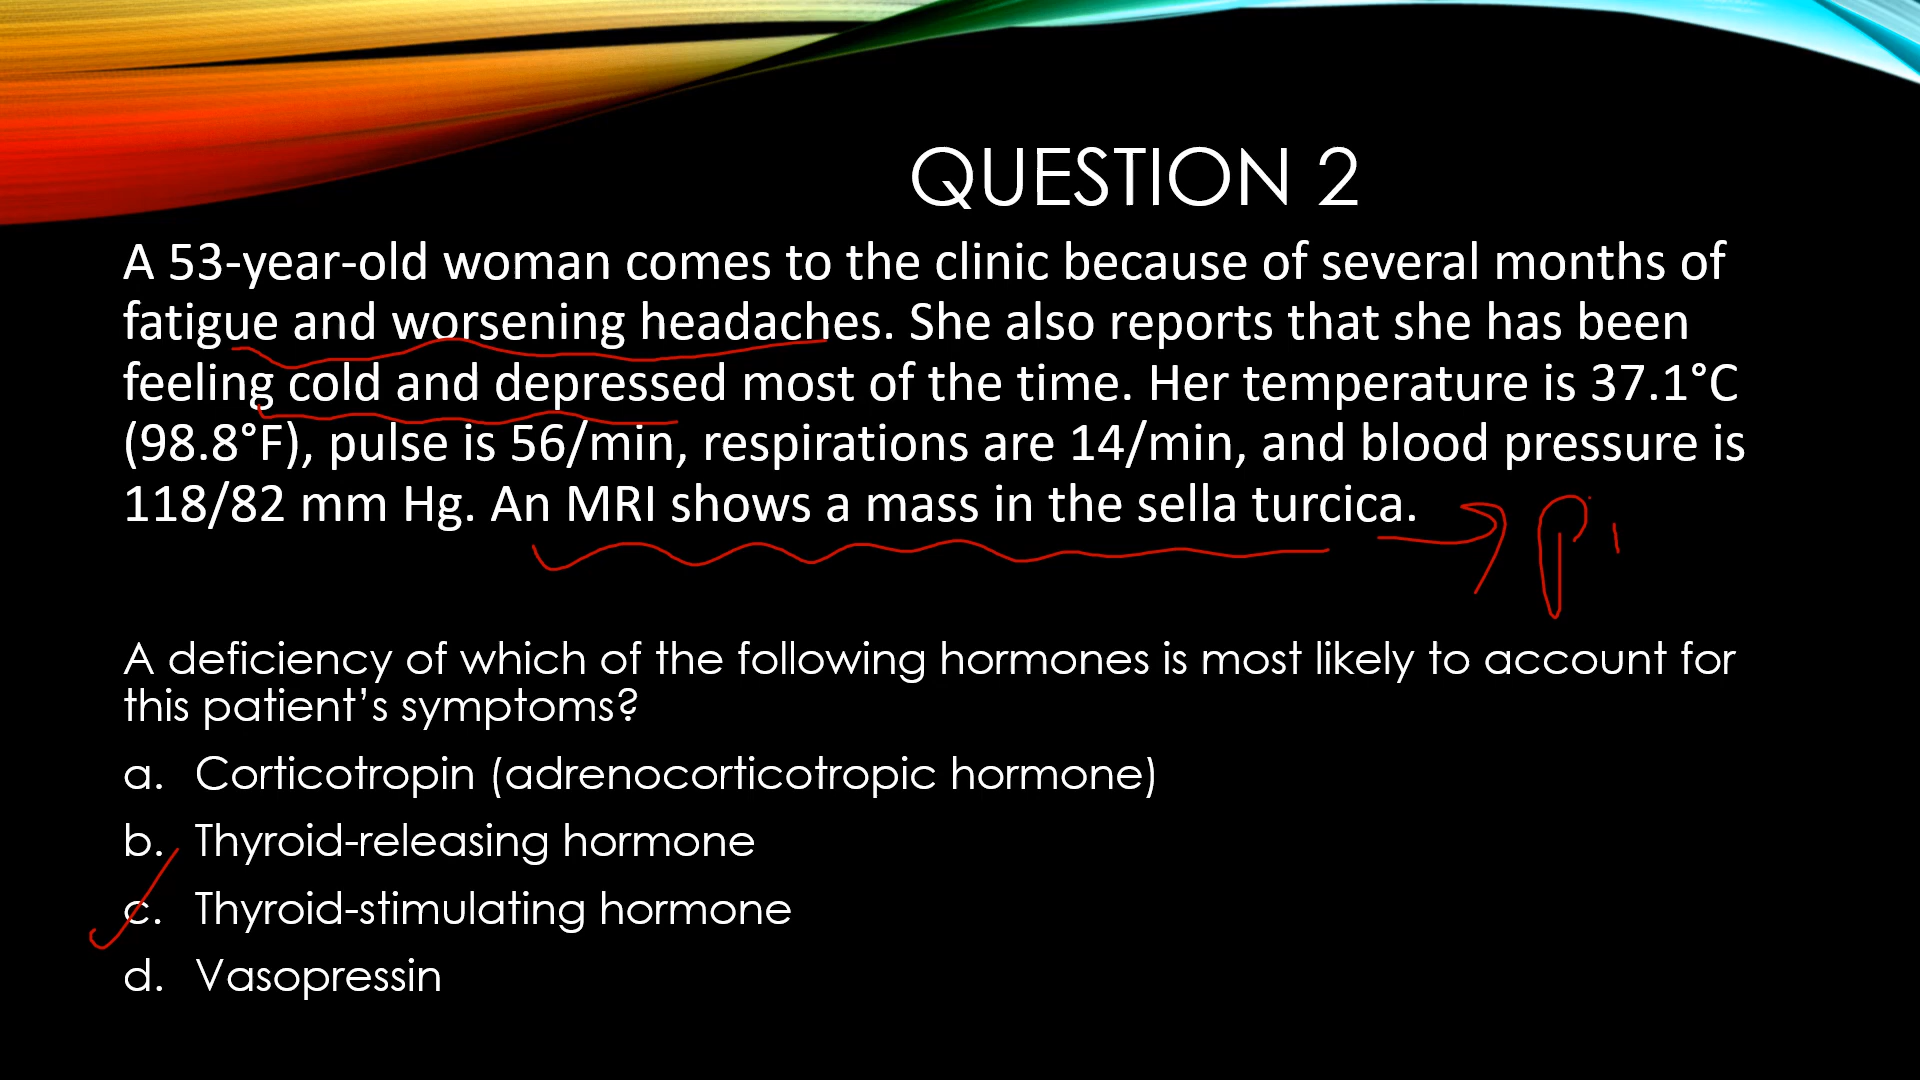 QUESTION 2
A 53-year-old woman comes to the clinic because of several months of
fatigue and worsening headaches. She also reports that she has been
feeling cold and depressed most of the time. Her temperature is 37.1°C
(98.8°F), pulse is 56/min, respirations are 14/min, and blood pressure is
118/82 mm Hg. An MRI shows a mass in the sella turcica.
A deficiency of which of the following hormones is most likely to account for
this patient’s symptoms?
a. Corticotropin (adrenocorticotropic hormone)
b. Thyroid-releasing hormone
c. Thyroid-stimulating hormone
d. Vasopressin